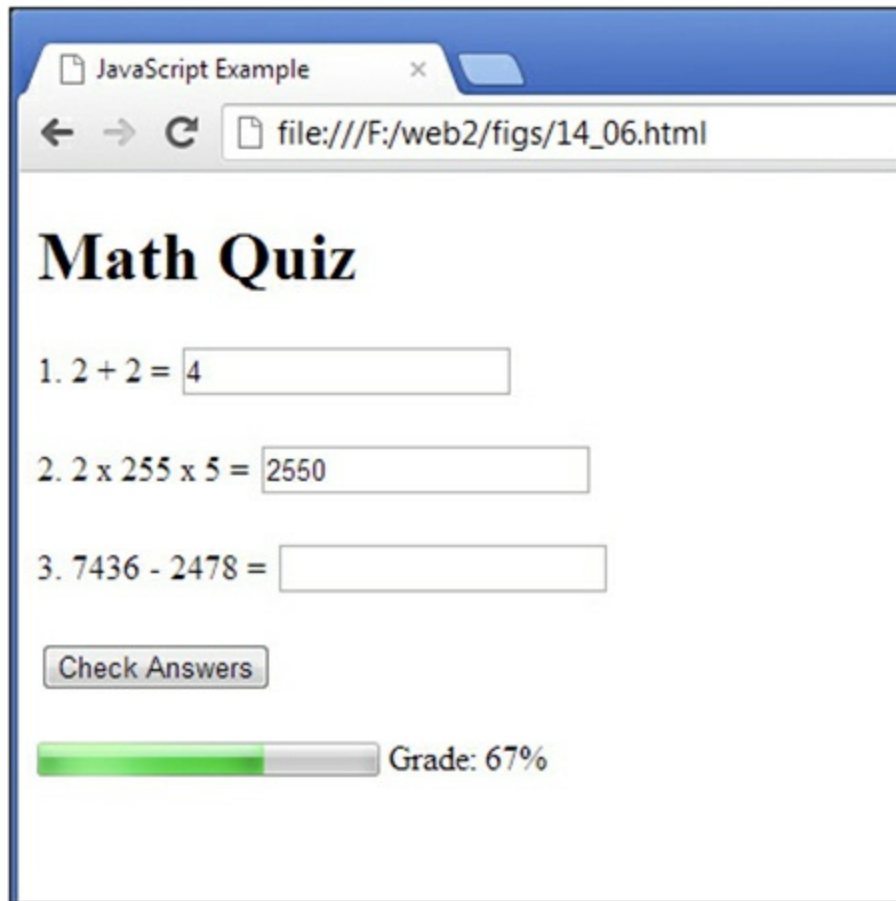 JavaScript Example
file:///F:/web2/figs/14_06.html
Math Quiz
1. 2 + 2 = 4
2. 2 x 255 x 5 = 2550
3. 7436 - 2478 =
Check Answers
Grade: 67%